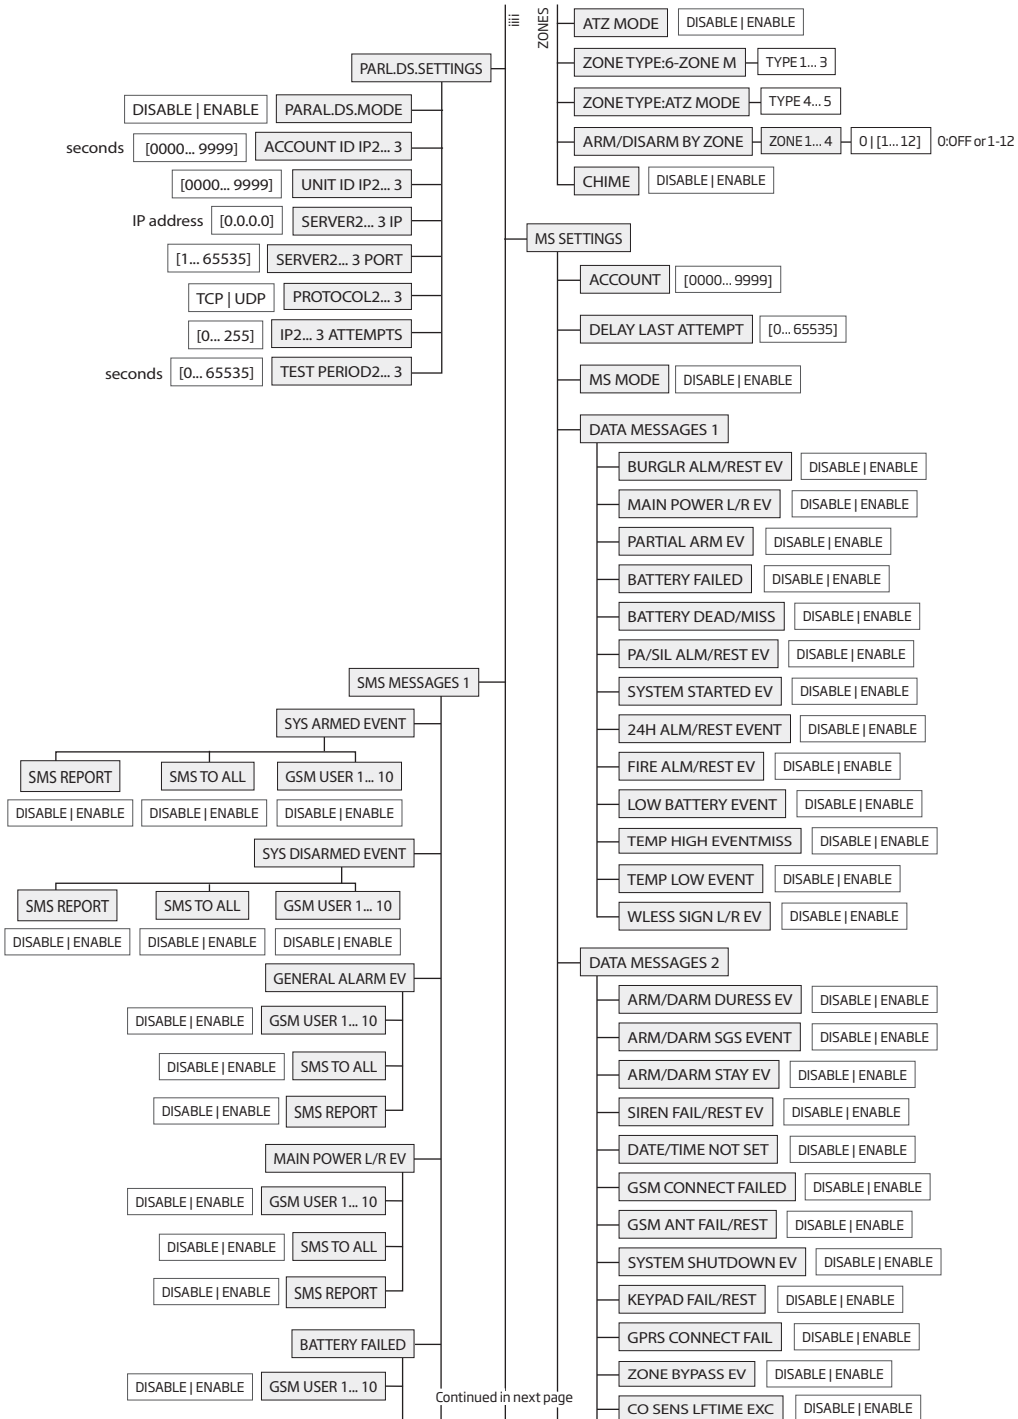 iiiii
ZONES
ATZ MODE DISABLE | ENABLE
ZONE TYPE:6-ZONE M TYPE 1... 3
ZONE TYPE:ATZ MODE TYPE 4... 5
ARM/DISARM BY ZONE ZONE 1... 4 0 | [1... 12] 0:OFF or 1-12
CHIME DISABLE | ENABLE
PARL.DS.SETTINGS
DISABLE | ENABLE PARAL.DS.MODE
seconds [0000... 9999] ACCOUNT ID IP2... 3
[0000... 9999] UNIT ID IP2... 3
IP address [0.0.0.0] SERVER2... 3 IP
[1... 65535] SERVER2... 3 PORT
TCP | UDP PROTOCOL2... 3
[0... 255] IP2... 3 ATTEMPTS
seconds [0... 65535] TEST PERIOD2... 3
MS SETTINGS
ACCOUNT [0000... 9999]
DELAY LAST ATTEMPT [0... 65535]
MS MODE DISABLE | ENABLE
DATA MESSAGES 1
BURGLR ALM/REST EV DISABLE | ENABLE
MAIN POWER L/R EV DISABLE | ENABLE
PARTIAL ARM EV DISABLE | ENABLE
BATTERY FAILED DISABLE | ENABLE
BATTERY DEAD/MISS DISABLE | ENABLE
PA/SIL ALM/REST EV DISABLE | ENABLE
SYSTEM STARTED EV DISABLE | ENABLE
24H ALM/REST EVENT DISABLE | ENABLE
FIRE ALM/REST EV DISABLE | ENABLE
LOW BATTERY EVENT DISABLE | ENABLE
TEMP HIGH EVENTMISS DISABLE | ENABLE
TEMP LOW EVENT DISABLE | ENABLE
WLESS SIGN L/R EV DISABLE | ENABLE
DATA MESSAGES 2
ARM/DARM DURESS EV DISABLE | ENABLE
ARM/DARM SGS EVENT DISABLE | ENABLE
ARM/DARM STAY EV DISABLE | ENABLE
SIREN FAIL/REST EV DISABLE | ENABLE
DATE/TIME NOT SET DISABLE | ENABLE
GSM CONNECT FAILED DISABLE | ENABLE
GSM ANT FAIL/REST DISABLE | ENABLE
SYSTEM SHUTDOWN EV DISABLE | ENABLE
KEYPAD FAIL/REST DISABLE | ENABLE
GPRS CONNECT FAIL DISABLE | ENABLE
ZONE BYPASS EV DISABLE | ENABLE
CO SENS LFTIME EXC DISABLE | ENABLE
SMS MESSAGES 1
SYS ARMED EVENT
SMS REPORT SMS TO ALL GSM USER 1... 10
DISABLE | ENABLE DISABLE | ENABLE DISABLE | ENABLE
SYS DISARMED EVENT
SMS REPORT SMS TO ALL GSM USER 1... 10
DISABLE | ENABLE DISABLE | ENABLE DISABLE | ENABLE
GENERAL ALARM EV
DISABLE | ENABLE GSM USER 1... 10
DISABLE | ENABLE SMS TO ALL
DISABLE | ENABLE SMS REPORT
MAIN POWER L/R EV
DISABLE | ENABLE GSM USER 1... 10
DISABLE | ENABLE SMS TO ALL
DISABLE | ENABLE SMS REPORT
BATTERY FAILED
DISABLE | ENABLE GSM USER 1... 10
Continued in next page